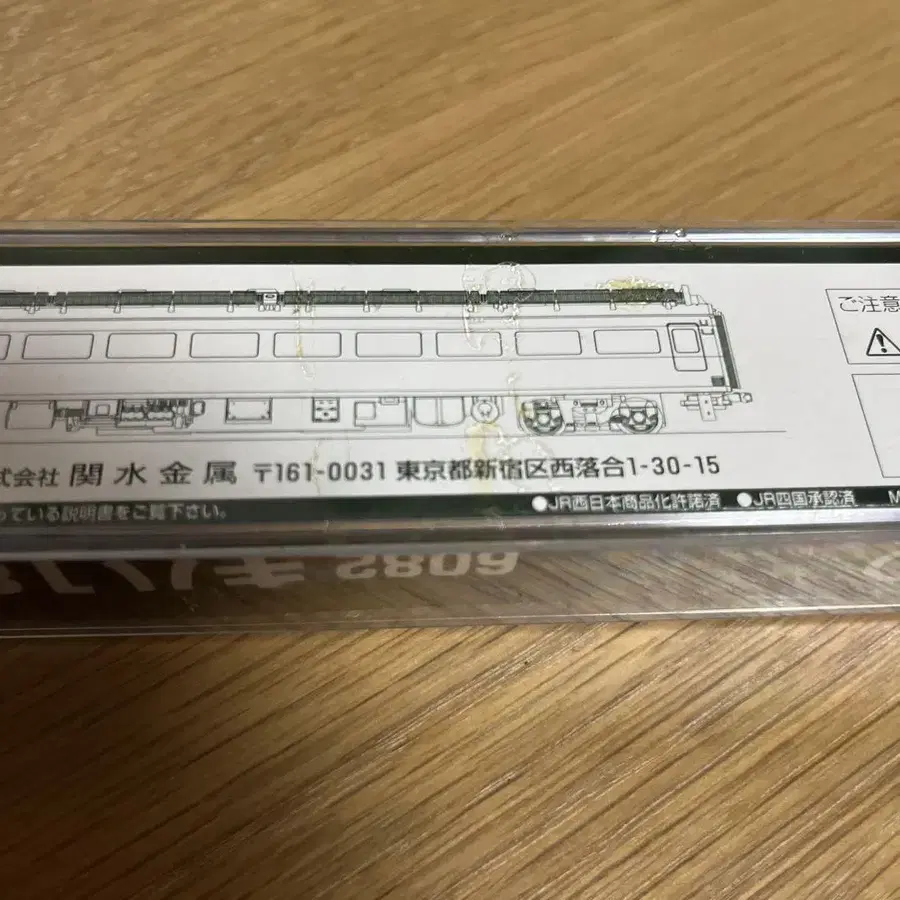 ご注意
式会社 関水金属 〒161-0031 東京都新宿区西落合1-30-15
っている説明書をご覧下さい。 ●JR西日本商品化許諾済 ●JR四国承認済 M
6082